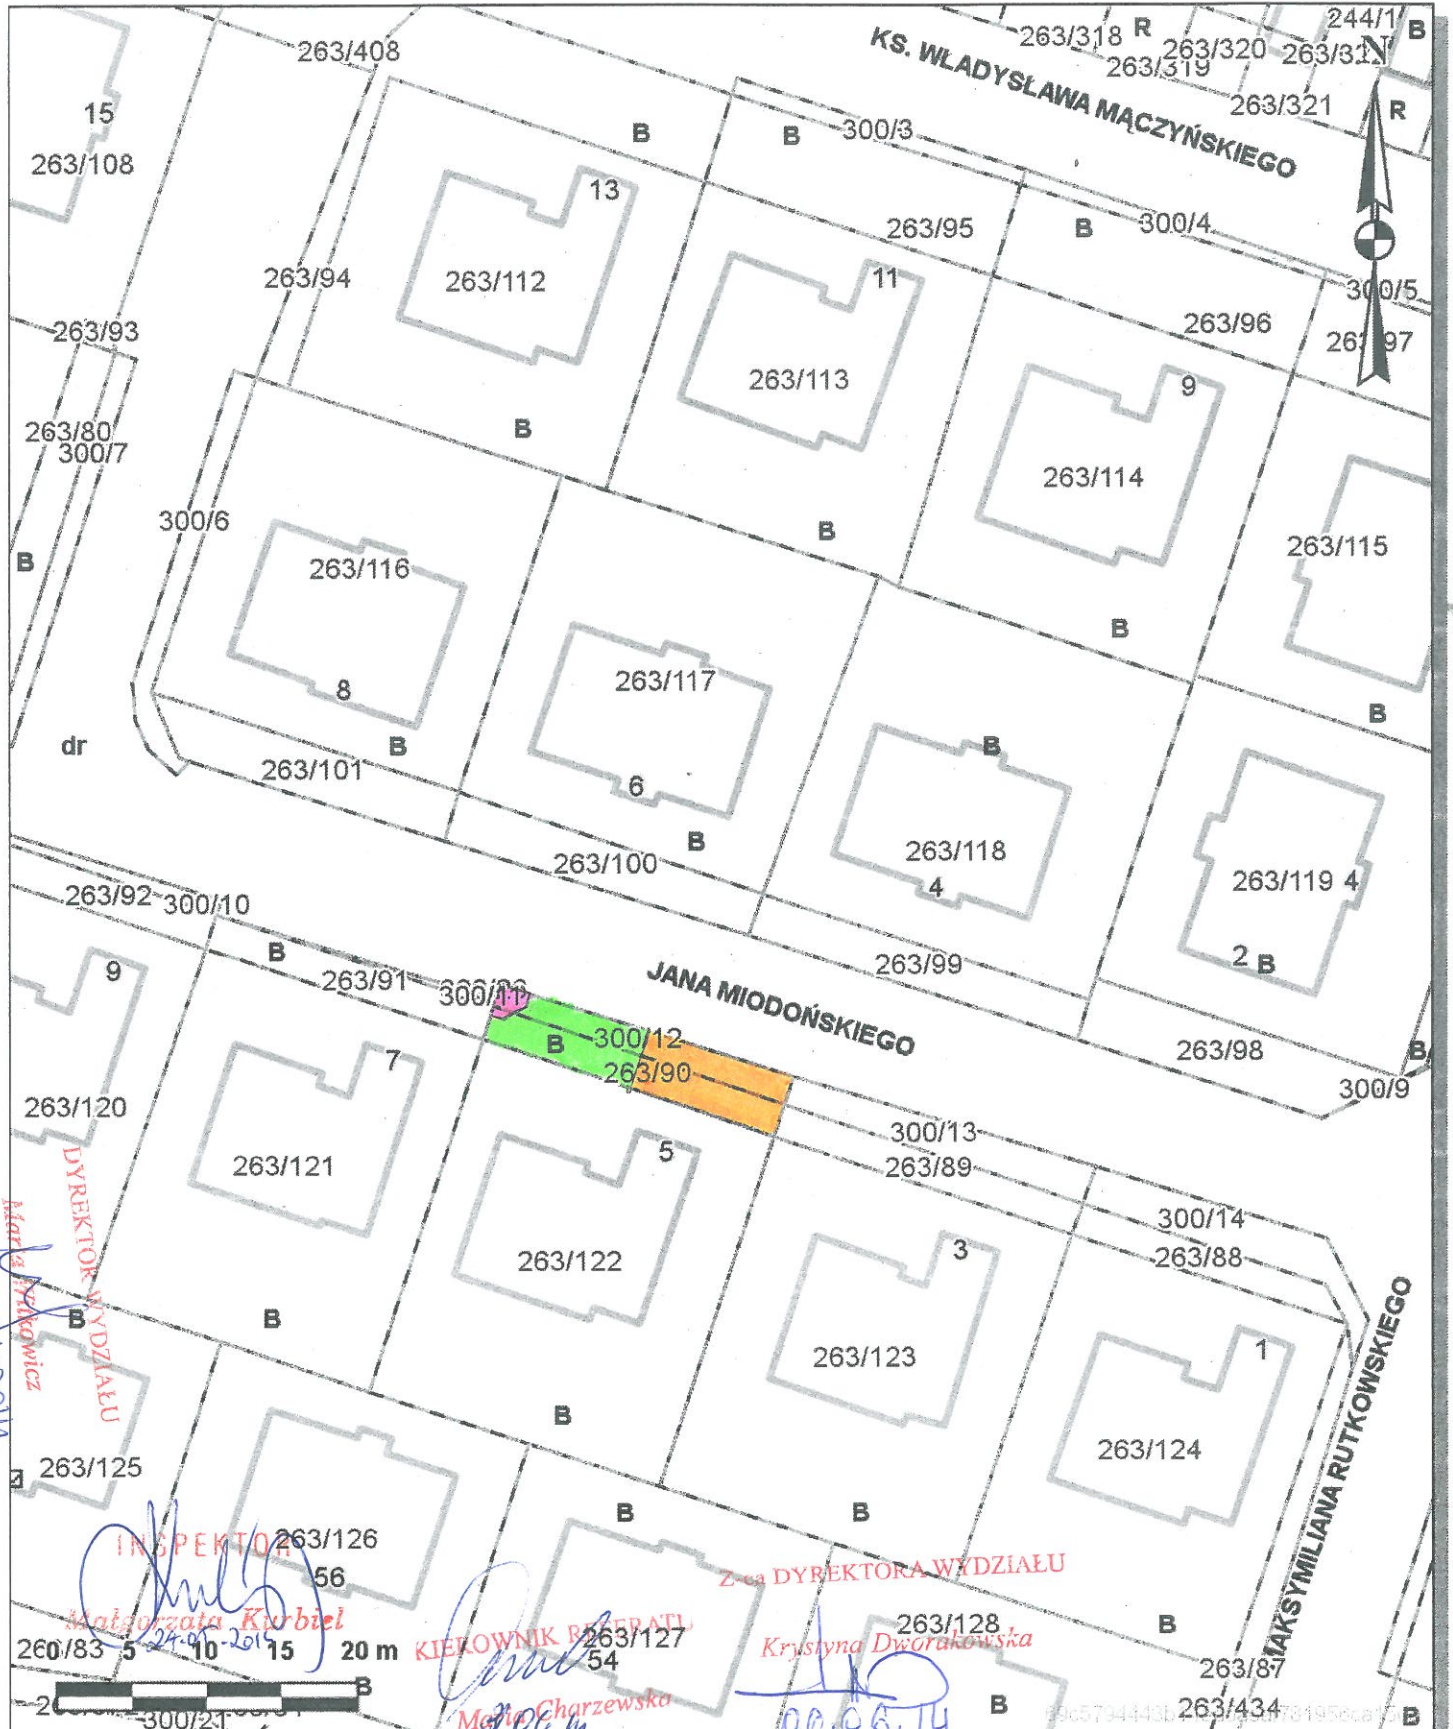 263/408
KS. WŁADYSŁAWA MĄCZYŃSKIEGO
263/318
R
263/319
263/320
244/1
B
N
263/321
R
15
263/108
B
B
300/3
13
263/95
B
300/4
263/94
263/112
11
300/5
263/93
263/113
263/96
263/97
9
B
263/80
300/7
263/114
300/6
B
263/115
B
263/116
B
263/117
8
B
B
B
dr
263/101
6
B
263/100
263/118
4
263/119
4
263/92
300/10
B
2
B
9
263/91
JANA MIODOŃSKIEGO
263/99
300/11
B
300/12
263/98
B
7
263/90
300/9
263/120
300/13
5
263/89
263/121
300/14
3
263/88
263/122
DYREKTOR WYDZIAŁU
B
B
263/123
1
MAKSYMILIANA RUTKOWSKIEGO
B
263/124
263/125
B
B
INSPEKTOR
263/126
56
Małgorzata Kurbiel
Z-ca DYREKTORA WYDZIAŁU
Krystyna Dworakowska
263/128
B
KIEROWNIK REFERATU
263/127
54
Maria Charzewska
0 5 10 15 20 m
B
300/21
263/87
263/434
B
B